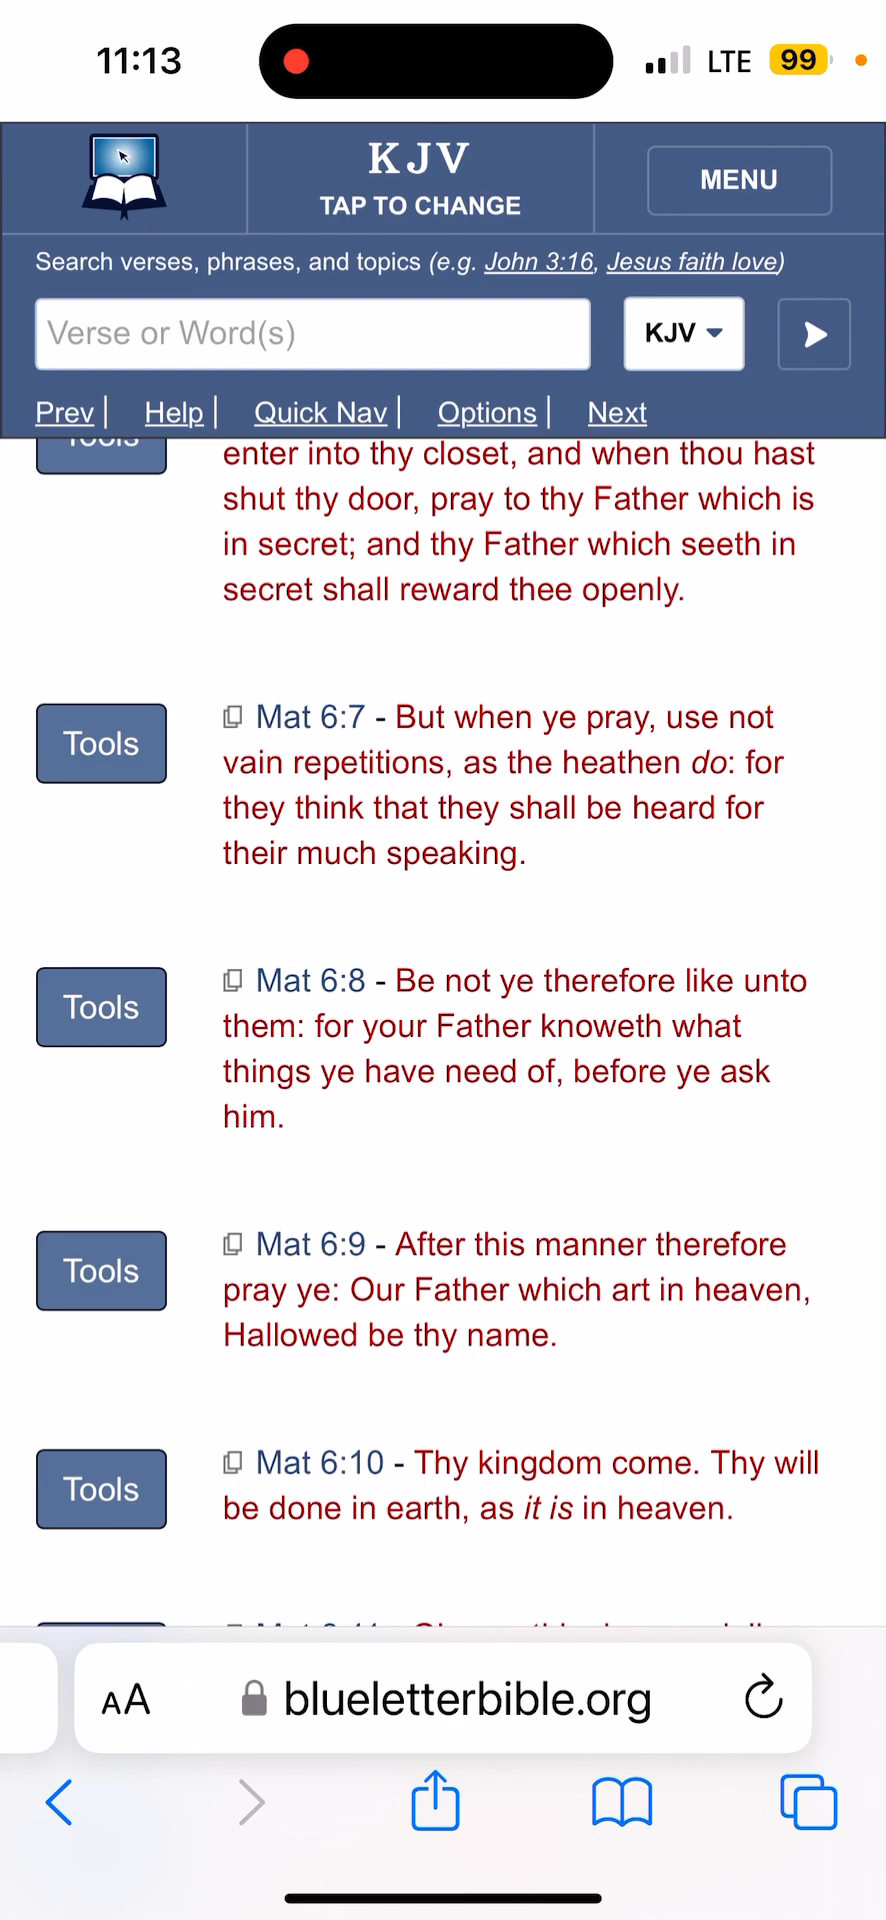 11:13
LTE 99
KJV
TAP TO CHANGE
MENU
Search verses, phrases, and topics (e.g. John 3:16, Jesus faith love)
Verse or Word(s)
KJV
Prev | Help | Quick Nav | Options | Next
Tools
enter into thy closet, and when thou hast
shut thy door, pray to thy Father which is
in secret; and thy Father which seeth in
secret shall reward thee openly.
Tools
Mat 6:7 - But when ye pray, use not
vain repetitions, as the heathen do: for
they think that they shall be heard for
their much speaking.
Tools
Mat 6:8 - Be not ye therefore like unto
them: for your Father knoweth what
things ye have need of, before ye ask
him.
Tools
Mat 6:9 - After this manner therefore
pray ye: Our Father which art in heaven,
Hallowed be thy name.
Tools
Mat 6:10 - Thy kingdom come. Thy will
be done in earth, as it is in heaven.
AA
blueletterbible.org